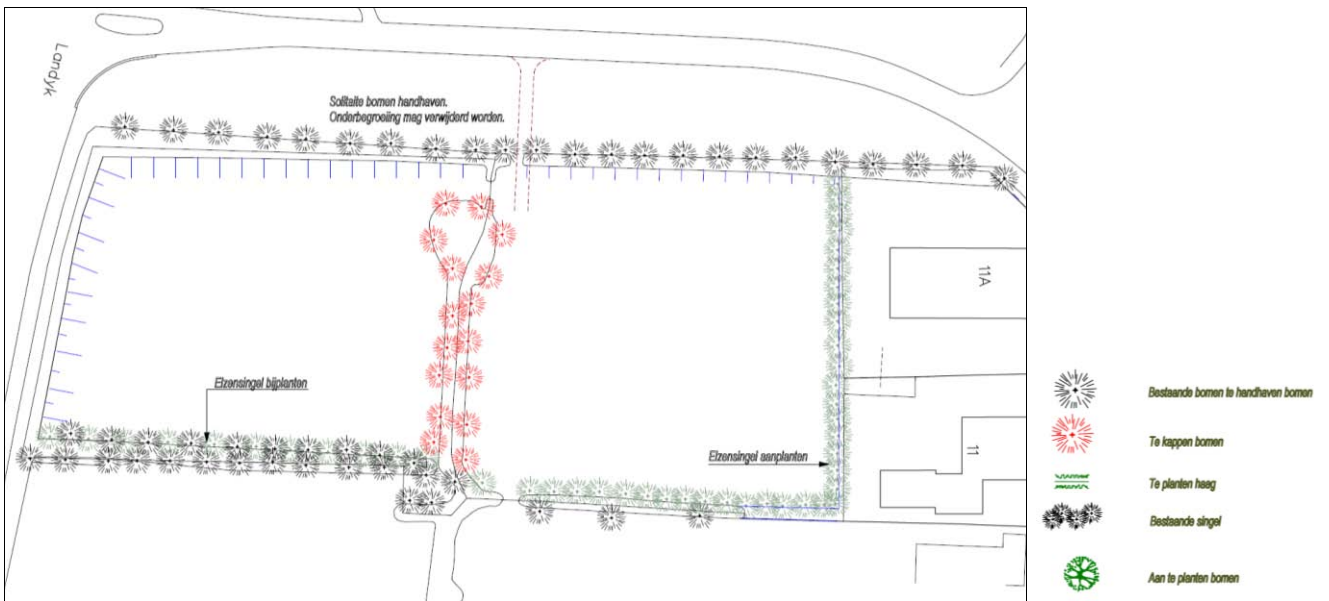 Landyk
Solitaite bomen handhaven.
Onderbegroeiing mag verwijderd worden.
11A
Elzensingel bijplanten
Elzensingel aanplanten
11
Bestaande bomen te handhaven bomen
Te kappen bomen
Te planten haag
Bestaande singel
Aan te planten bomen